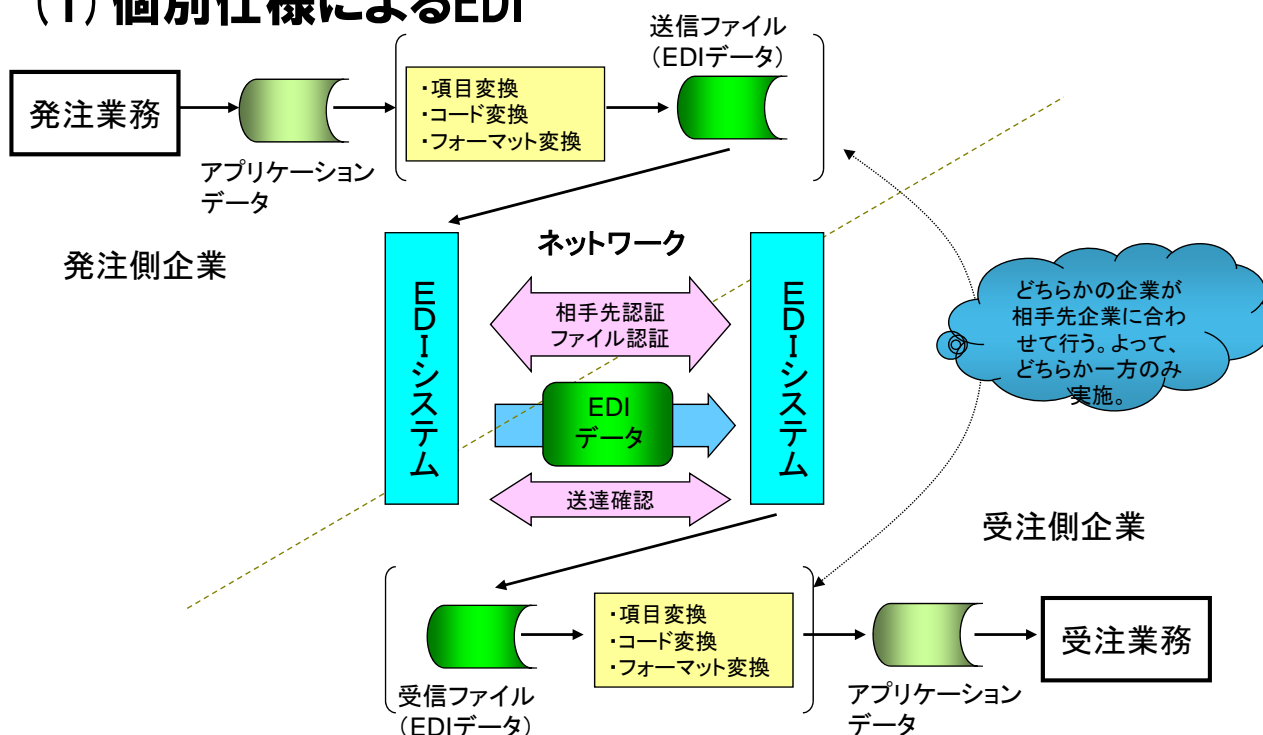 (1)個別仕様によるEDI
送信ファイル
(EDIデータ)
発注業務
・項目変換
・コード変換
・フォーマット変換
アプリケーション
データ
発注側企業
ネットワーク
EDIシステム
相手先認証
ファイル認証
EDI
データ
送達確認
EDIシステム
どちらかの企業が
相手先企業に合わ
せて行う。よって、
どちらか一方のみ
実施。
受注側企業
・項目変換
・コード変換
・フォーマット変換
受注業務
受信ファイル
(EDIデータ)
アプリケーション
データ